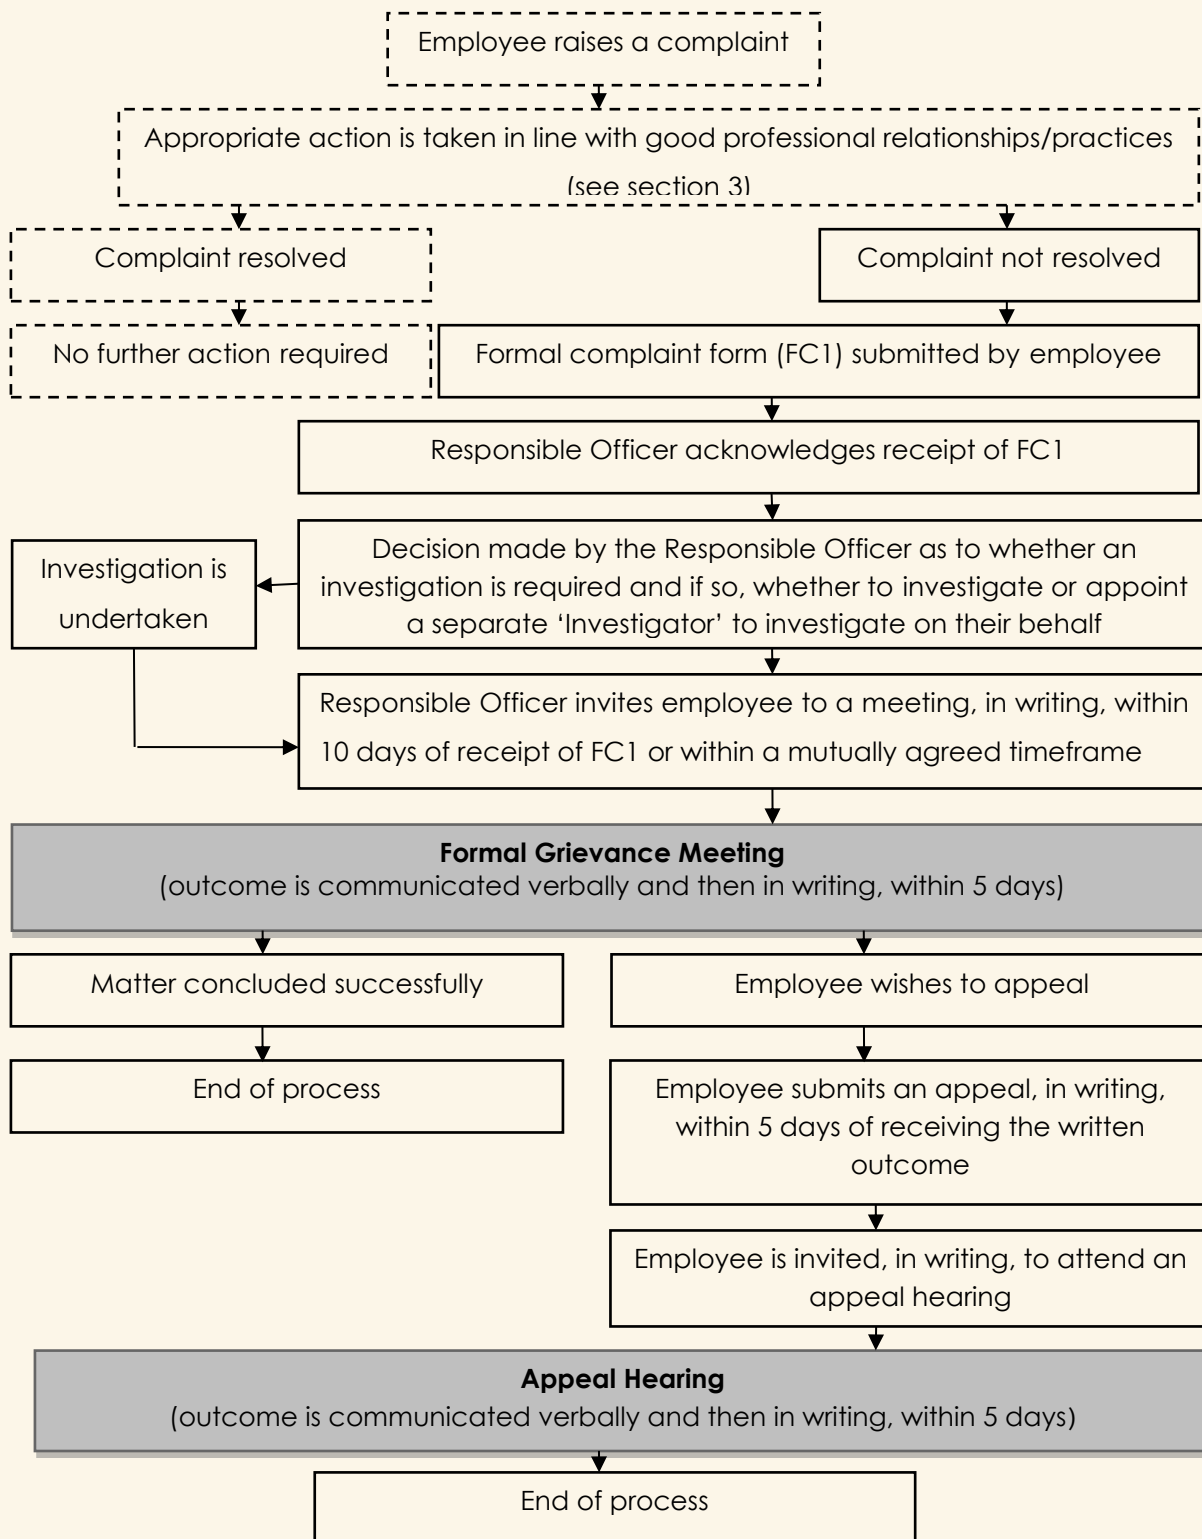 Employee raises a complaint
Appropriate action is taken in line with good professional relationships/practices
(see section 3)
Complaint resolved
Complaint not resolved
No further action required
Formal complaint form (FC1) submitted by employee
Responsible Officer acknowledges receipt of FC1
Investigation is
undertaken
Decision made by the Responsible Officer as to whether an
investigation is required and if so, whether to investigate or appoint
a separate ‘Investigator’ to investigate on their behalf
Responsible Officer invites employee to a meeting, in writing, within
10 days of receipt of FC1 or within a mutually agreed timeframe
Formal Grievance Meeting
(outcome is communicated verbally and then in writing, within 5 days)
Matter concluded successfully
Employee wishes to appeal
End of process
Employee submits an appeal, in writing,
within 5 days of receiving the written
outcome
Employee is invited, in writing, to attend an
appeal hearing
Appeal Hearing
(outcome is communicated verbally and then in writing, within 5 days)
End of process